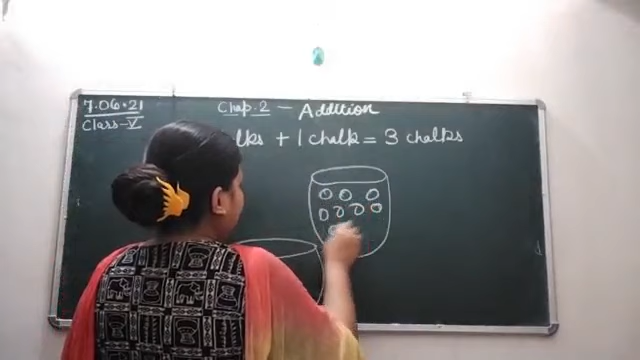 7.06.21
Class-V
Chap.2 - Addition
lks + 1 chalk = 3 chalks